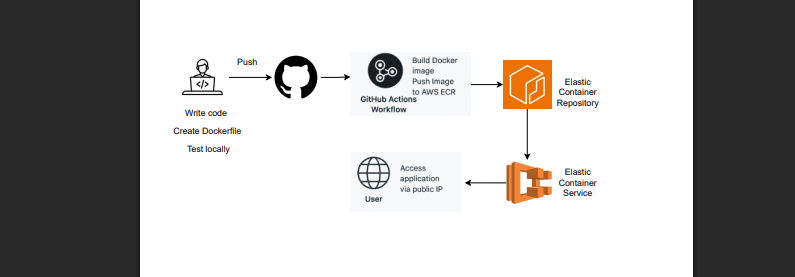 Push
Write code
Create Dockerfile
Test locally
Build Docker
image
Push Image
to AWS ECR
GitHub Actions
Workflow
Elastic
Container
Repository
Elastic
Container
Service
Access
application
via public IP
User